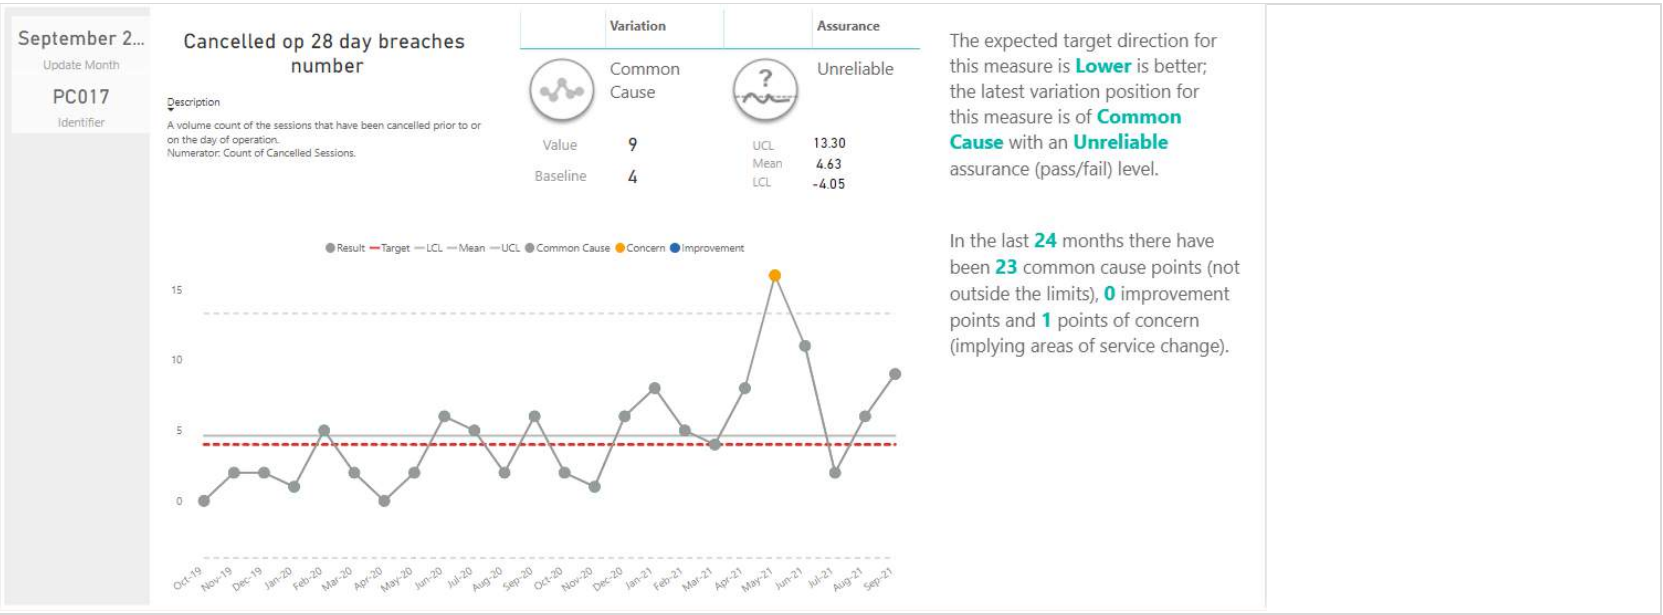 September 2...
Update Month
PC017
Identifier
Cancelled op 28 day breaches
number
Description
A volume count of the sessions that have been cancelled prior to or
on the day of operation.
Numerator: Count of Cancelled Sessions.
Variation
Assurance
Common
Cause
?
Unreliable
Value 9
Baseline 4
UCL 13.30
Mean 4.63
LCL -4.05
The expected target direction for
this measure is Lower is better;
the latest variation position for
this measure is of Common
Cause with an Unreliable
assurance (pass/fail) level.
In the last 24 months there have
been 23 common cause points (not
outside the limits), 0 improvement
points and 1 points of concern
(implying areas of service change).
Result Target LCL Mean UCL Common Cause Concern Improvement
15
10
5
0
Oct-19 Nov-19 Dec-19 Jan-20 Feb-20 Mar-20 Apr-20 May-20 Jun-20 Jul-20 Aug-20 Sep-20 Oct-20 Nov-20 Dec-20 Jan-21 Feb-21 Mar-21 Apr-21 May-21 Jun-21 Jul-21 Aug-21 Sep-21